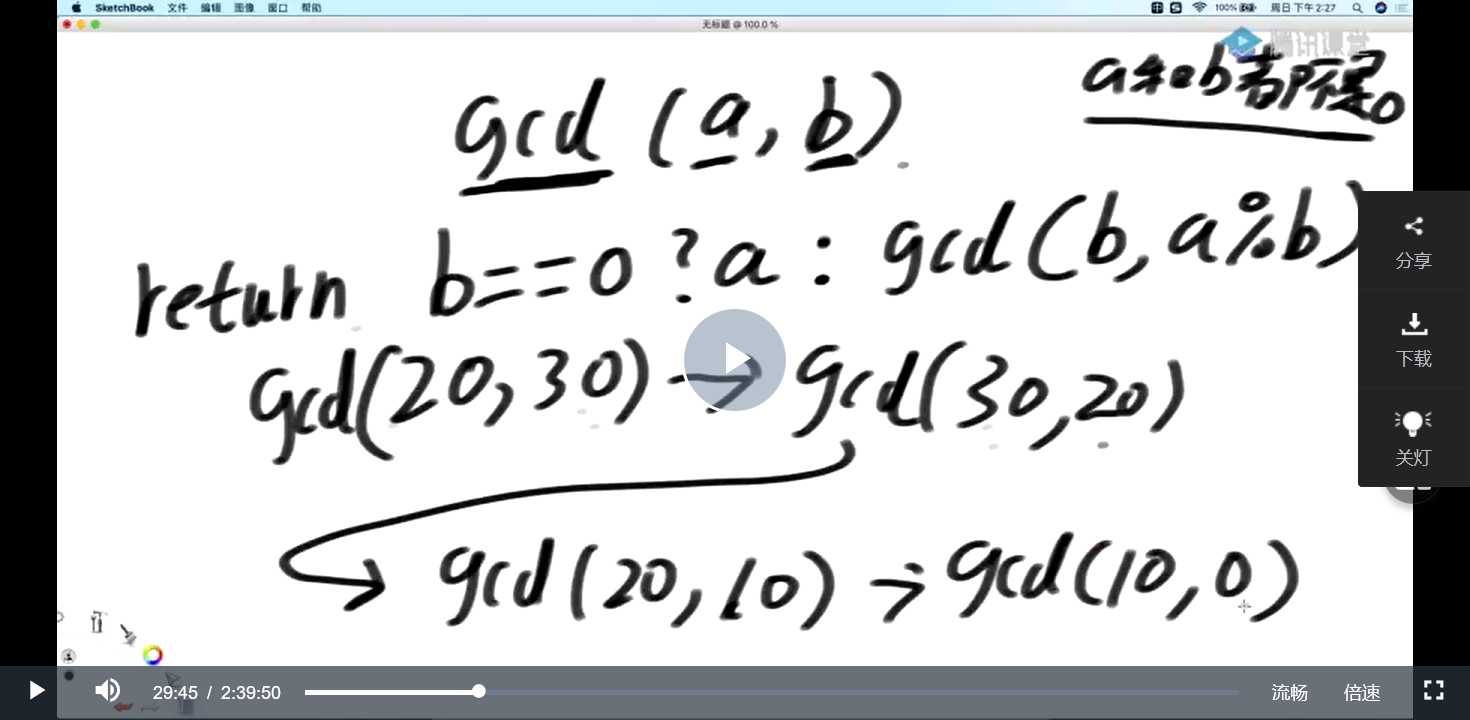 SketchBook 文件 编辑 图像 窗口 帮助 100% 周日下午2:27
无标题 @ 100.0 %
腾讯课堂
a和b都不是0
gcd (a, b)
return b==0 ? a : gcd(b, a%b)
gcd(20, 30) → gcd(30, 20)
→ gcd(20, 10) → gcd(10, 0)
分享
下载
关灯
29:45 / 2:39:50 流畅 倍速